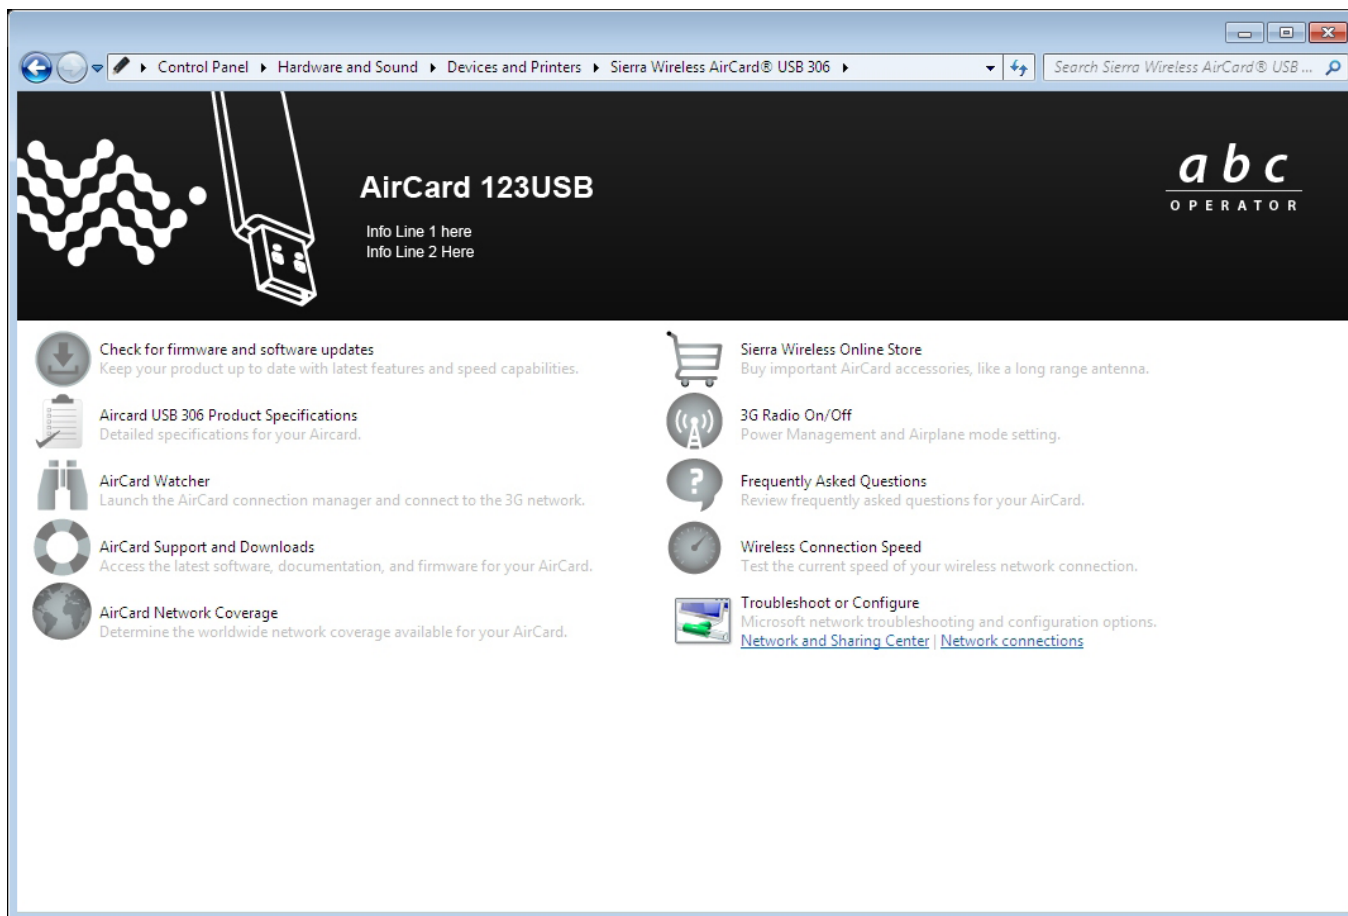 Control Panel Hardware and Sound Devices and Printers Sierra Wireless AirCard® USB 306
Search Sierra Wireless AirCard® USB ...
AirCard 123USB
Info Line 1 here
Info Line 2 Here
abc
OPERATOR
Check for firmware and software updates
Keep your product up to date with latest features and speed capabilities.
Aircard USB 306 Product Specifications
Detailed specifications for your Aircard.
AirCard Watcher
Launch the AirCard connection manager and connect to the 3G network.
AirCard Support and Downloads
Access the latest software, documentation, and firmware for your AirCard.
AirCard Network Coverage
Determine the worldwide network coverage available for your AirCard.
Sierra Wireless Online Store
Buy important AirCard accessories, like a long range antenna.
3G Radio On/Off
Power Management and Airplane mode setting.
Frequently Asked Questions
Review frequently asked questions for your AirCard.
Wireless Connection Speed
Test the current speed of your wireless network connection.
Troubleshoot or Configure
Microsoft network troubleshooting and configuration options.
Network and Sharing Center | Network connections